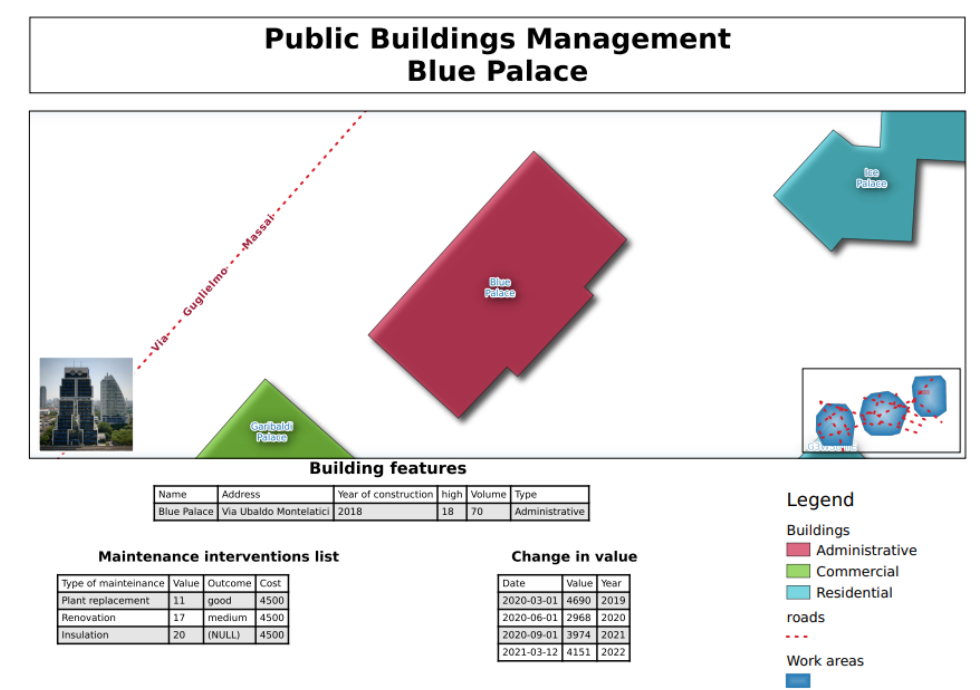 Public Buildings Management
Blue Palace
Ice
Palace
Via Guglielmo Massai
Blue
Palace
Garibaldi
Palace
Building features
Name Address Year of construction high Volume Type
Blue Palace Via Ubaldo Montelatici 2018 18 70 Administrative
Maintenance interventions list
Type of mainteinance Value Outcome Cost
Plant replacement 11 good 4500
Renovation 17 medium 4500
Insulation 20 (NULL) 4500
Change in value
Date Value Year
2020-03-01 4690 2019
2020-06-01 2968 2020
2020-09-01 3974 2021
2021-03-12 4151 2022
Legend
Buildings
Administrative
Commercial
Residential
roads
Work areas